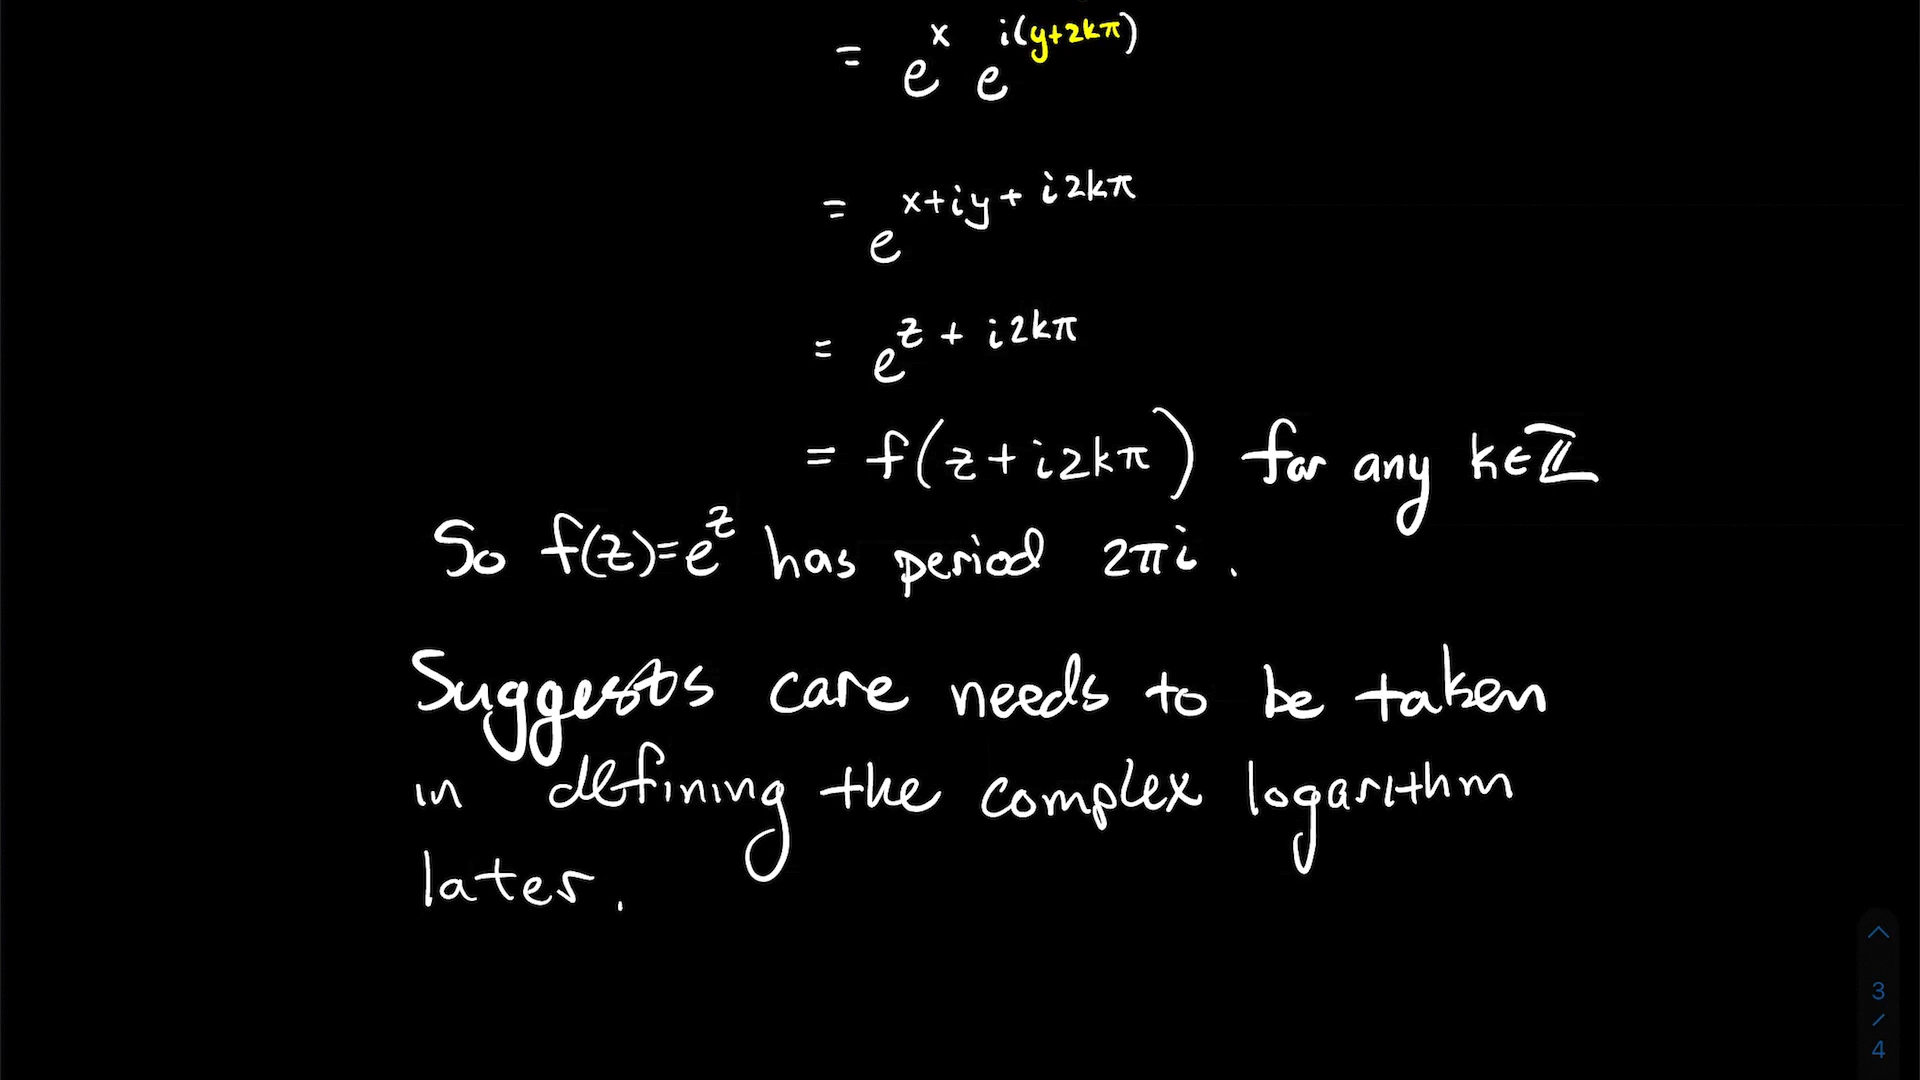 = e^x e^{i(y+2kπ)}
= e^{x+iy+i2kπ}
= e^{z+i2kπ}
= f(z+i2kπ) for any k∈ℤ
So f(z)=e^z has period 2πi.
Suggests care needs to be taken
in defining the complex logarithm
later.
3
/
4